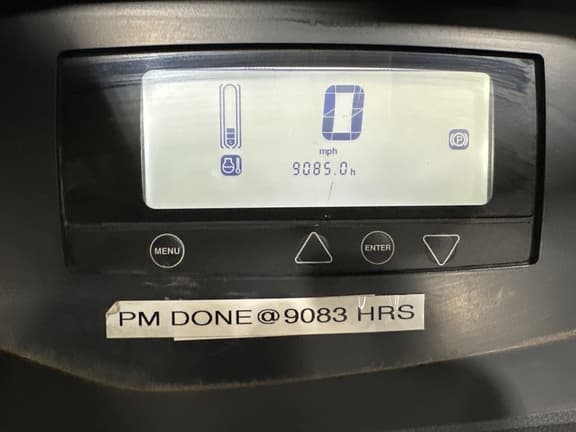 0
mph
9085.0h
P
MENU
ENTER
PM DONE@9083 HRS